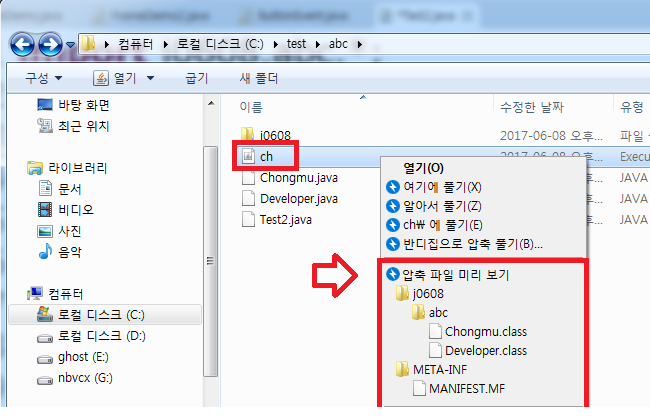 컴퓨터 ▸ 로컬 디스크 (C:) ▸ test ▸ abc ▸
구성 ▼ 열기 ▼ 굽기 새 폴더
이름 수정한 날짜 유형
바탕 화면
최근 위치
라이브러리
문서
비디오
사진
음악
컴퓨터
로컬 디스크 (C:)
로컬 디스크 (D:)
ghost (E:)
nbvcx (G:)
j0608 2017-06-08 오후... 파일
ch 2017-06-08 오후... Execu
Chongmu.java JAVA
Developer.java JAVA
Test2.java JAVA
열기(O)
여기에 풀기(X)
알아서 풀기(Z)
ch₩ 에 풀기(E)
반디집으로 압축 풀기(B)...
압축 파일 미리 보기
j0608
abc
Chongmu.class
Developer.class
META-INF
MANIFEST.MF